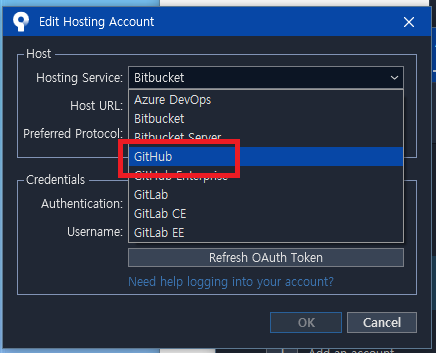 Edit Hosting Account
Host
Hosting Service: Bitbucket
Host URL:
Preferred Protocol:
Azure DevOps
Bitbucket
Bitbucket Server
GitHub
GitHub Enterprise
GitLab
GitLab CE
GitLab EE
Credentials
Authentication:
Username:
Refresh OAuth Token
Need help logging into your account?
OK Cancel
Add an account